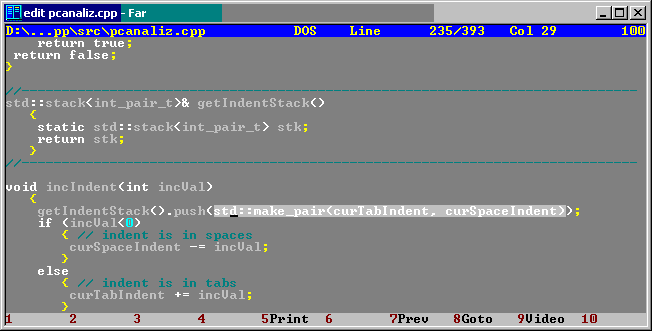 edit pcanaliz.cpp - Far
D:\...pp\src\pcanaliz.cpp DOS Line 235/393 Col 29 100
return true;
return false;
}
//------------------------------------------------------------------------------
std::stack<int_pair_t>& getIndentStack()
{
static std::stack<int_pair_t> stk;
return stk;
}
//------------------------------------------------------------------------------
void incIndent(int incVal)
{
getIndentStack().push(std::make_pair(curTabIndent, curSpaceIndent));
if (incVal<0)
{ // indent is in spaces
curSpaceIndent -= incVal;
}
else
{ // indent is in tabs
curTabIndent += incVal;
}
1 2 3 4 5Print 6 7Prev 8Goto 9Video 10